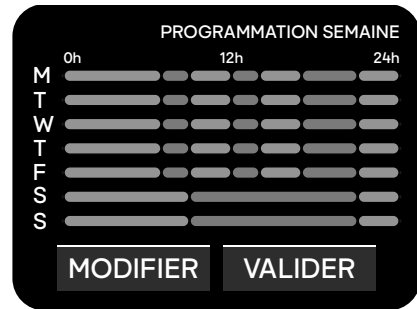 PROGRAMMATION SEMAINE
0h 12h 24h
M
T
W
T
F
S
S
MODIFIER VALIDER